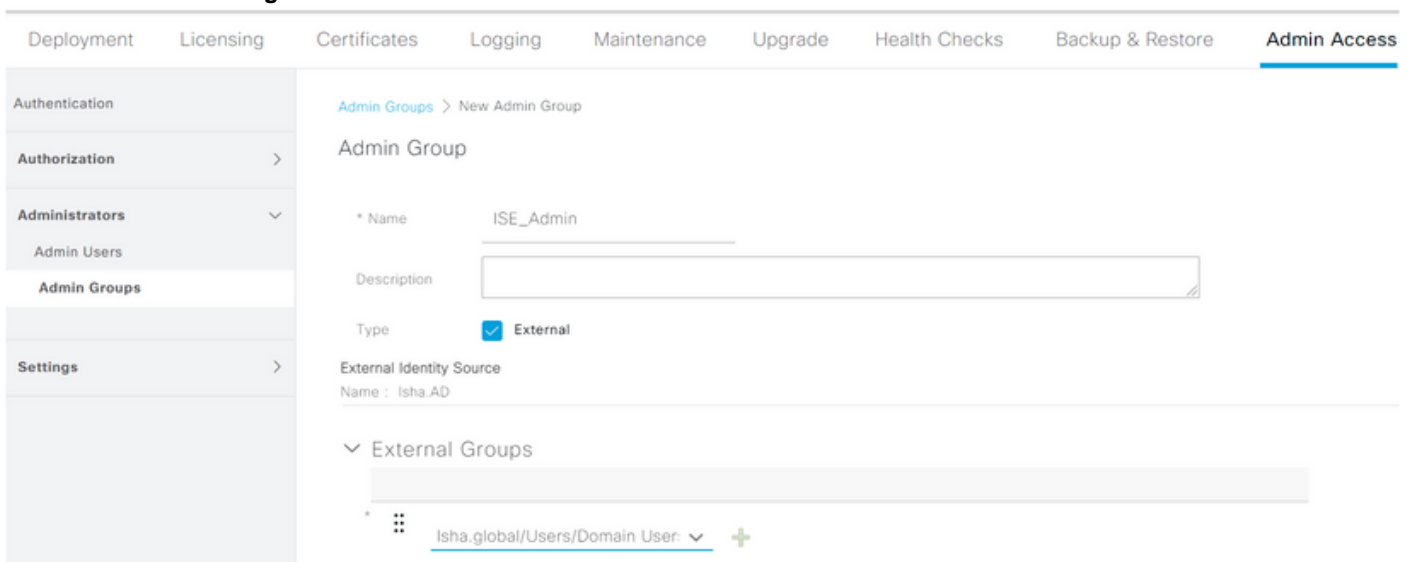 Deployment Licensing Certificates Logging Maintenance Upgrade Health Checks Backup & Restore Admin Access
Authentication
Authorization
Administrators
Admin Users
Admin Groups
Settings
Admin Groups > New Admin Group
Admin Group
* Name ISE_Admin
Description
Type External
External Identity Source
Name : Isha.AD
External Groups
* Isha.global/Users/Domain User